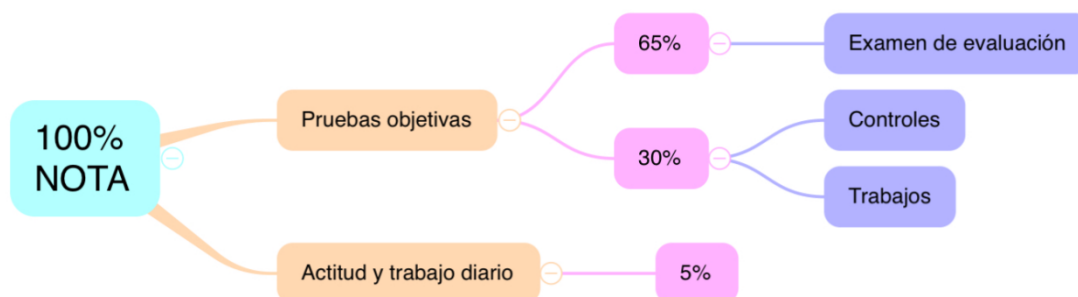 100%
NOTA
Pruebas objetivas
65%
Examen de evaluación
30%
Controles
Trabajos
Actitud y trabajo diario
5%